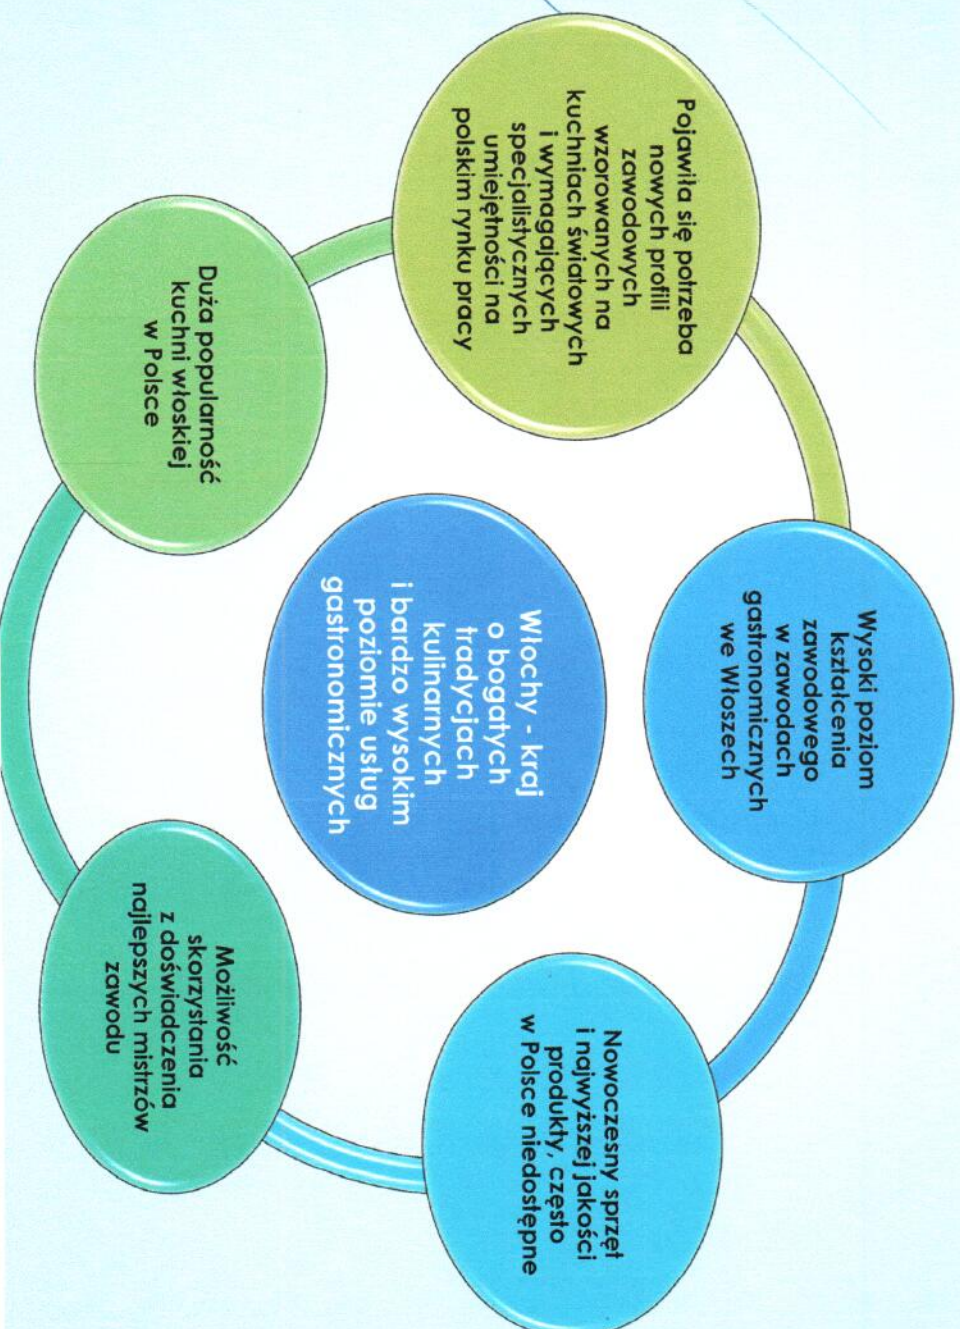 Wysoki poziom
kształcenia
zawodowego
w zawodach
gastronomicznych
we Włoszech
Nowoczesny sprzęt
i najwyższej jakości
produkty, często
w Polsce niedostępne
Możliwość
skorzystania
z doświadczenia
najlepszych mistrzów
zawodu
Duża popularność
kuchni włoskiej
w Polsce
Pojawiła się potrzeba
nowych profili
zawodowych
wzorowanych na
kuchniach światowych
i wymagających
specjalistycznych
umiejętności na
polskim rynku pracy
Włochy - kraj
o bogatych
tradycjach
kulinarnych
i bardzo wysokim
poziomie usług
gastronomicznych